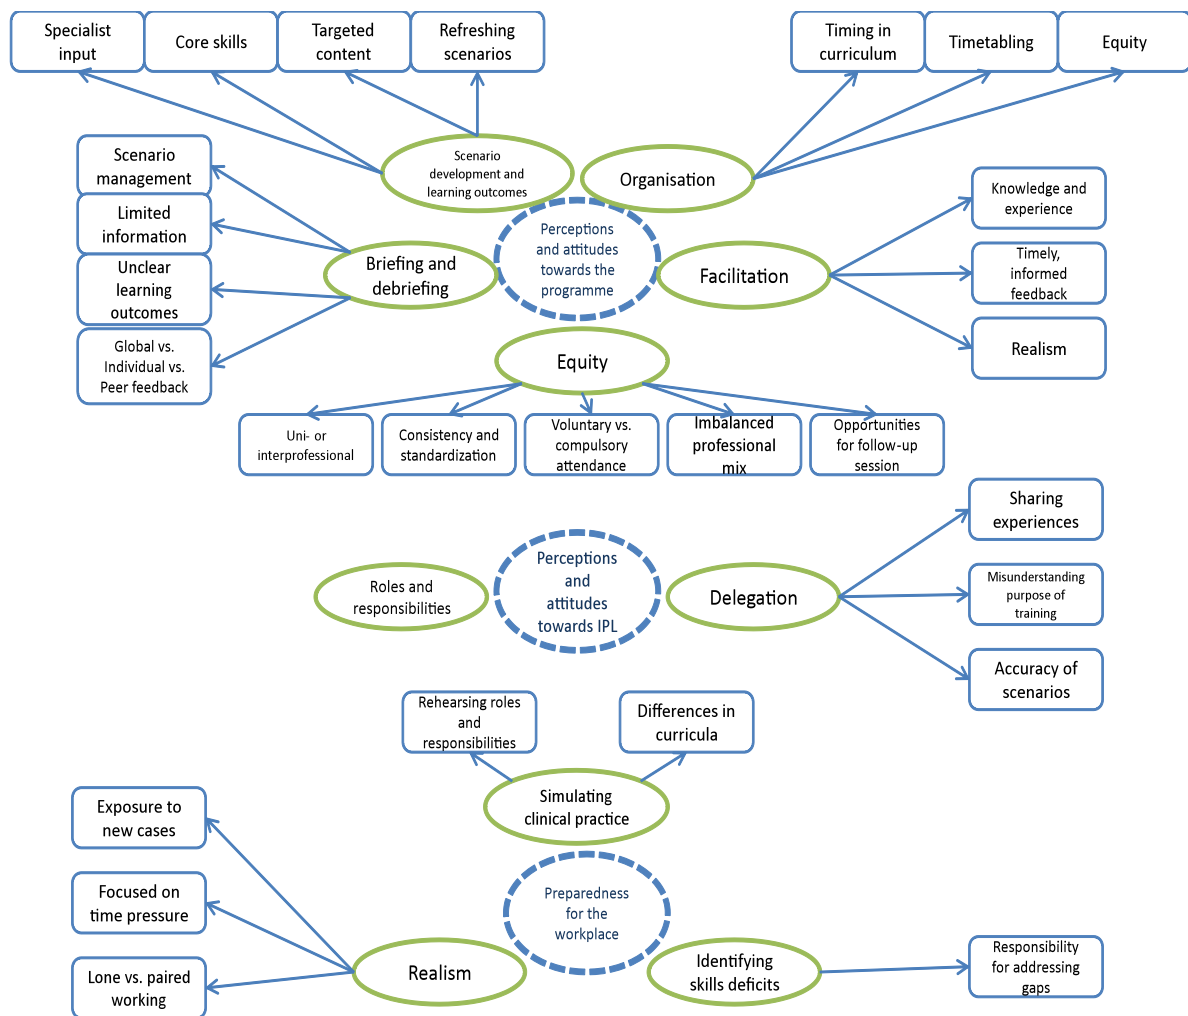 Specialist
input
Core skills
Targeted
content
Refreshing
scenarios
Timing in
curriculum
Timetabling
Equity
Scenario
development and
learning outcomes
Organisation
Scenario
management
Limited
information
Unclear
learning
outcomes
Global vs.
Individual vs.
Peer feedback
Briefing and
debriefing
Perceptions
and attitudes
towards the
programme
Facilitation
Knowledge and
experience
Timely,
informed
feedback
Realism
Equity
Uni- or
interprofessional
Consistency and
standardization
Voluntary vs.
compulsory
attendance
Imbalanced
professional
mix
Opportunities
for follow-up
session
Roles and
responsibilities
Perceptions
and
attitudes
towards IPL
Delegation
Sharing
experiences
Misunderstanding
purpose of
training
Accuracy of
scenarios
Rehearsing roles
and
responsibilities
Differences in
curricula
Simulating
clinical practice
Exposure to
new cases
Focused on
time pressure
Lone vs. paired
working
Preparedness
for the
workplace
Realism
Identifying
skills deficits
Responsibility
for addressing
gaps